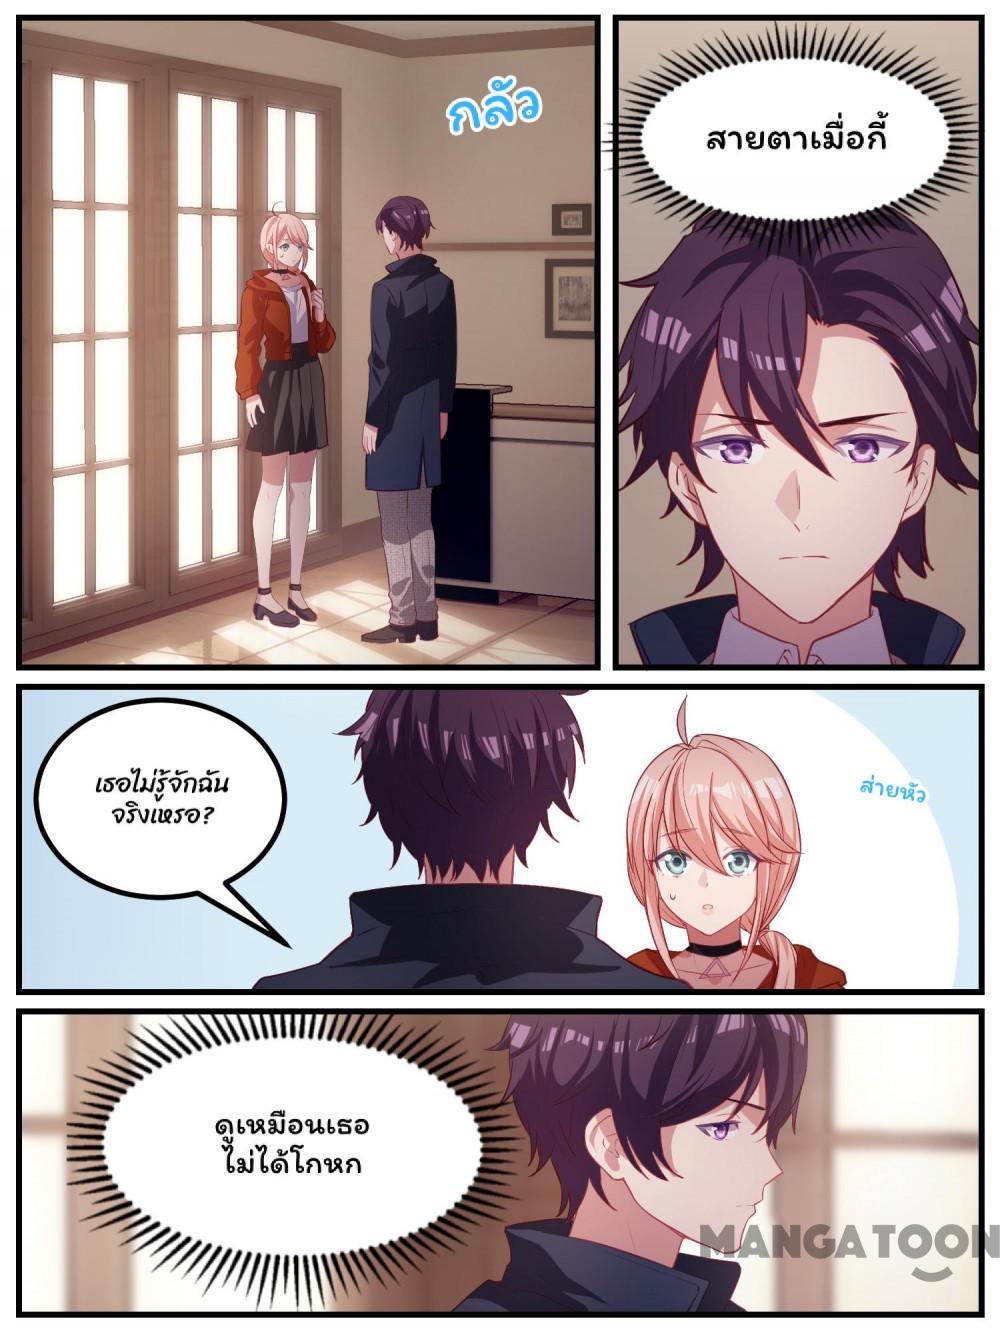 กลัว
สายตาเมื่อกี้
เธอไม่รู้จักฉัน
จริงเหรอ?
ส่ายหัว
ดูเหมือนเธอ
ไม่ได้โกหก
MANGATOON